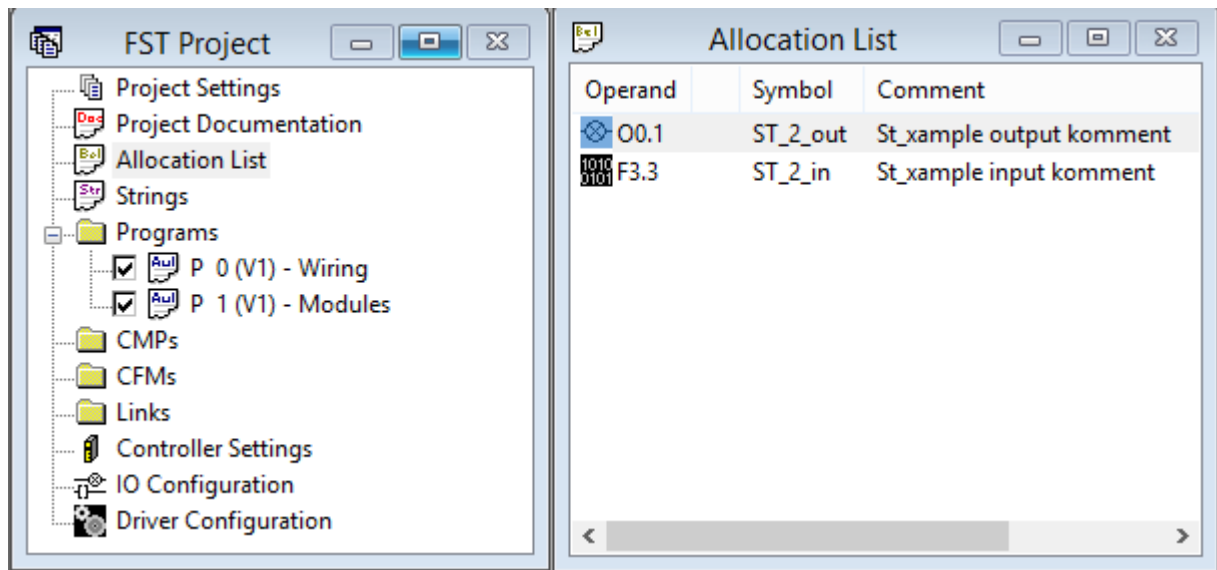 FST Project
Project Settings
Project Documentation
Allocation List
Strings
Programs
P 0 (V1) - Wiring
P 1 (V1) - Modules
CMPs
CFMs
Links
Controller Settings
IO Configuration
Driver Configuration
Allocation List
Operand Symbol Comment
O0.1 ST_2_out St_xample output komment
F3.3 ST_2_in St_xample input komment